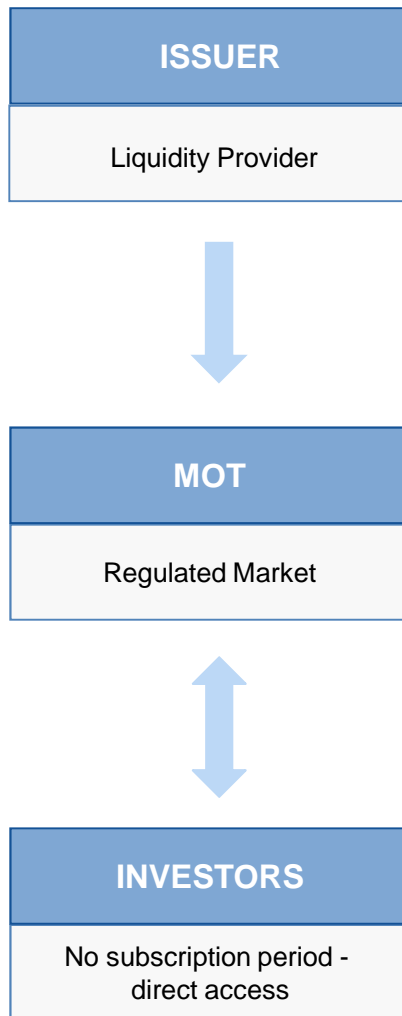 ISSUER
Liquidity Provider
MOT
Regulated Market
INVESTORS
No subscription period -
direct access